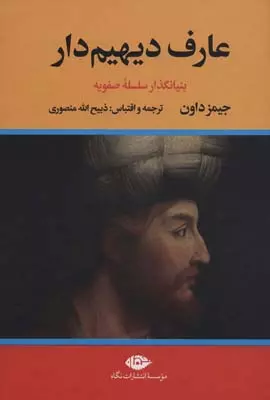 عارف دیهیم‌دار
بنیانگذار سلسلهٔ صفویه
جیمز داون
ترجمه و اقتباس: ذبیح الله منصوری
مؤسسهٔ انتشارات نگاه